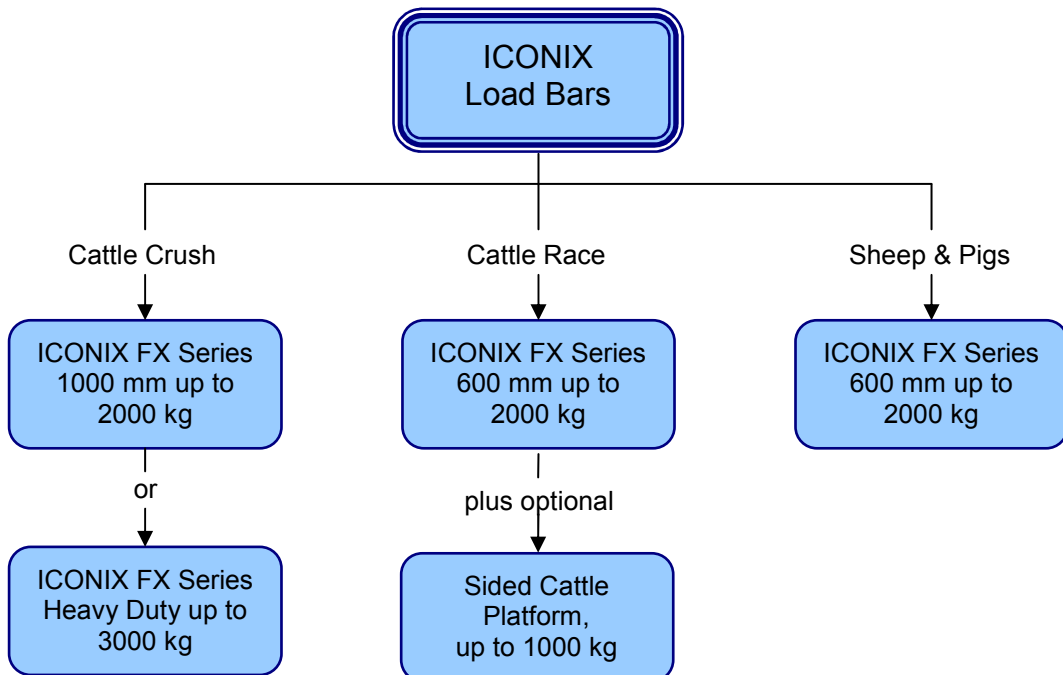 ICONIX
Load Bars
Cattle Crush
Cattle Race
Sheep & Pigs
ICONIX FX Series
1000 mm up to
2000 kg
ICONIX FX Series
600 mm up to
2000 kg
ICONIX FX Series
600 mm up to
2000 kg
or
plus optional
ICONIX FX Series
Heavy Duty up to
3000 kg
Sided Cattle
Platform,
up to 1000 kg